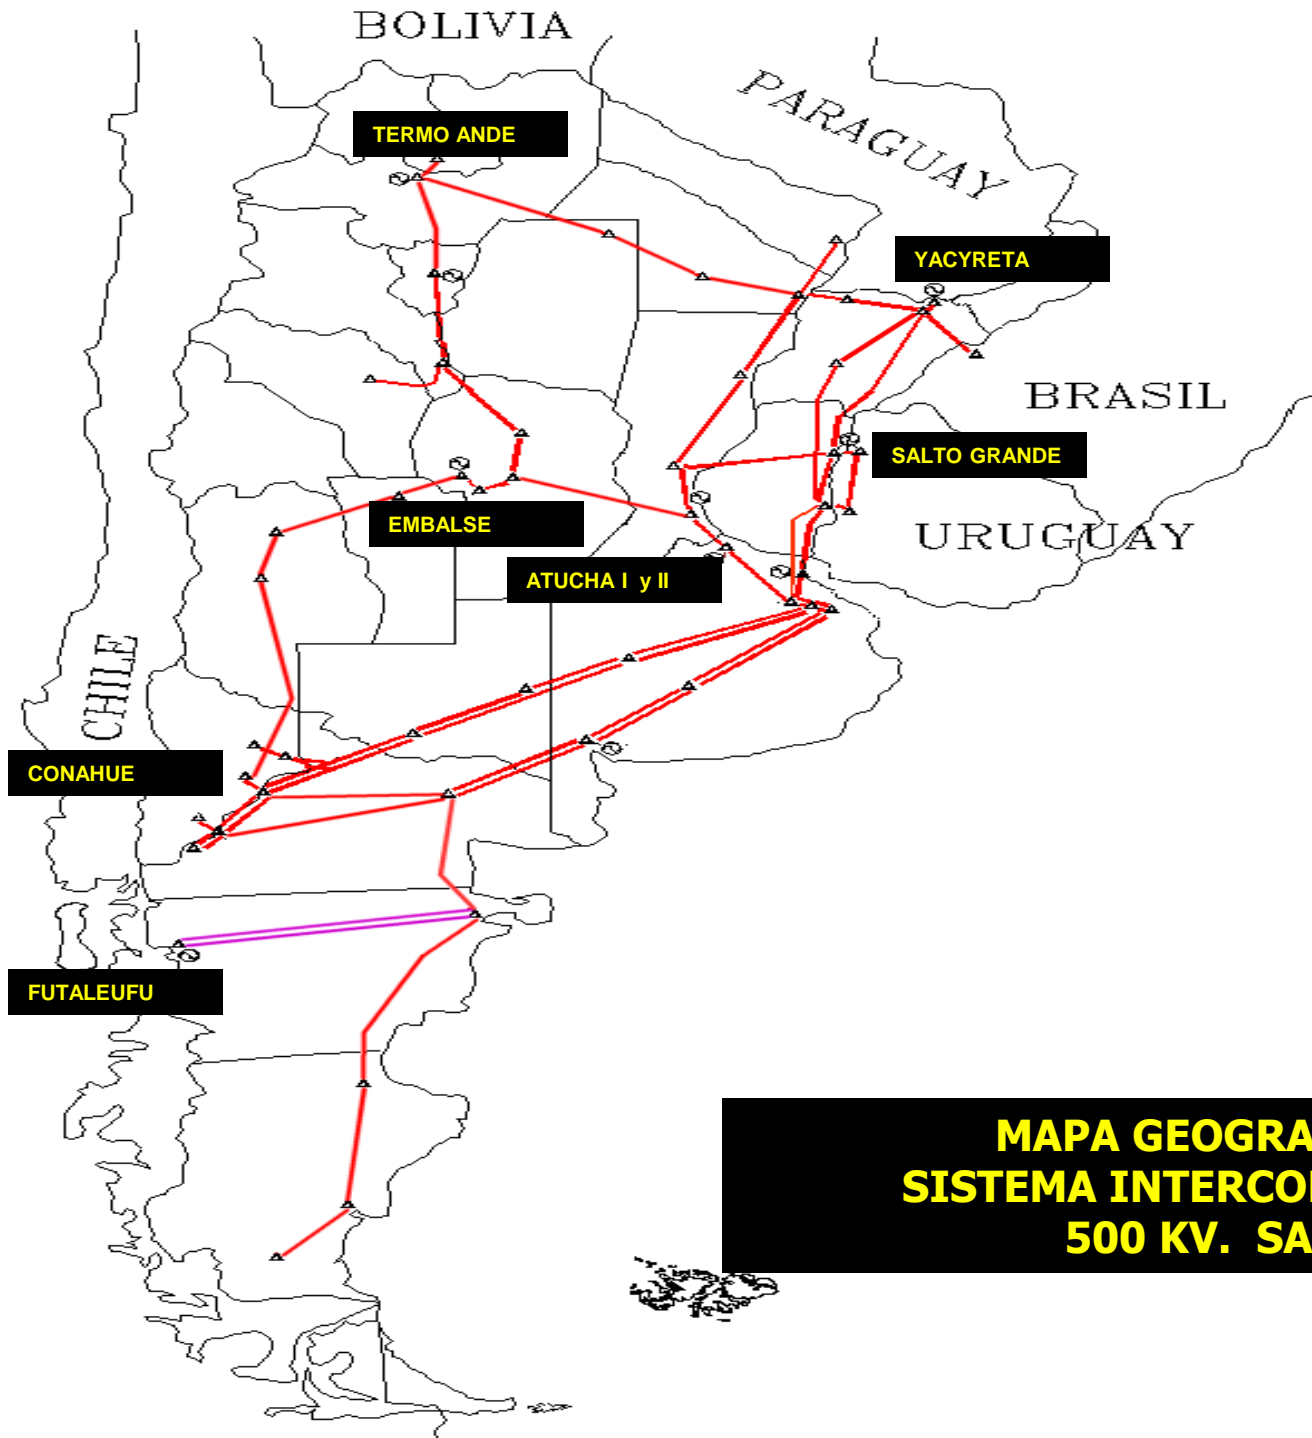 BOLIVIA
PARAGUAY
TERMO ANDE
YACYRETA
BRASIL
SALTO GRANDE
EMBALSE
URUGUAY
ATUCHA I y II
CHILE
CONAHUE
FUTALEUFU
MAPA GEOGRA
SISTEMA INTERCO
500 KV. SA